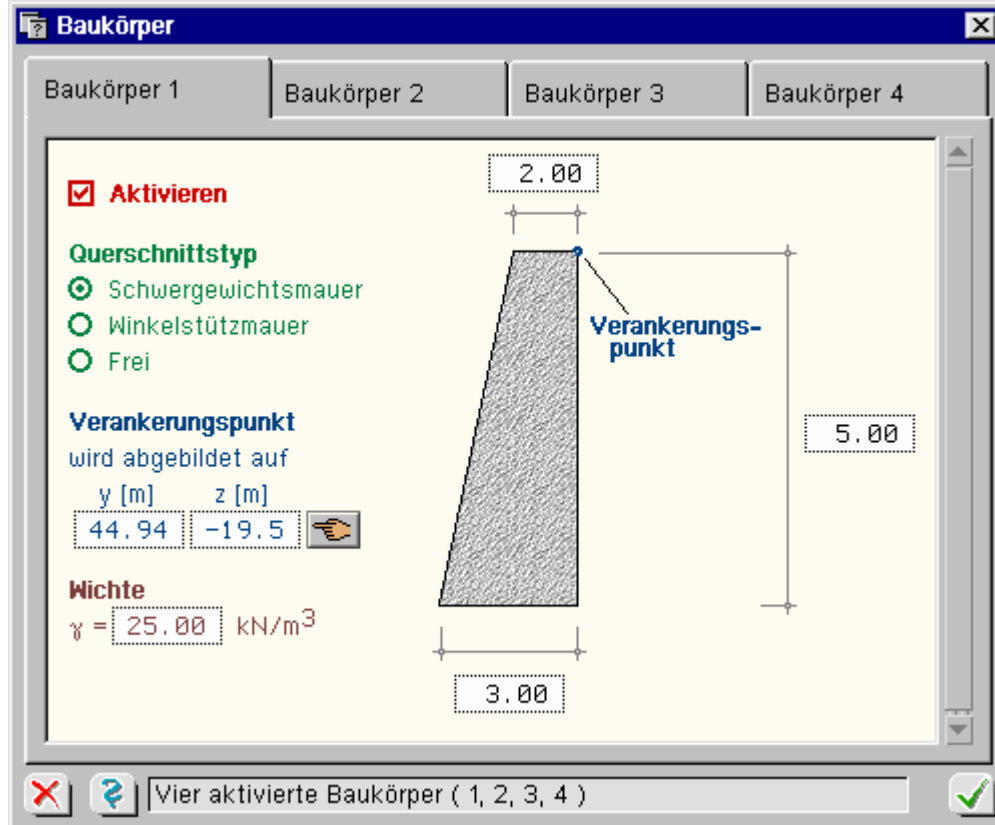 Baukörper
Baukörper 1
Baukörper 2
Baukörper 3
Baukörper 4
Aktivieren
2.00
Querschnittstyp
Schwergewichtsmauer
Winkelstützmauer
Frei
Verankerungs-
punkt
Verankerungspunkt
wird abgebildet auf
y [m] z [m]
44.94 -19.5
5.00
Wichte
γ = 25.00 kN/m³
3.00
Vier aktivierte Baukörper ( 1, 2, 3, 4 )